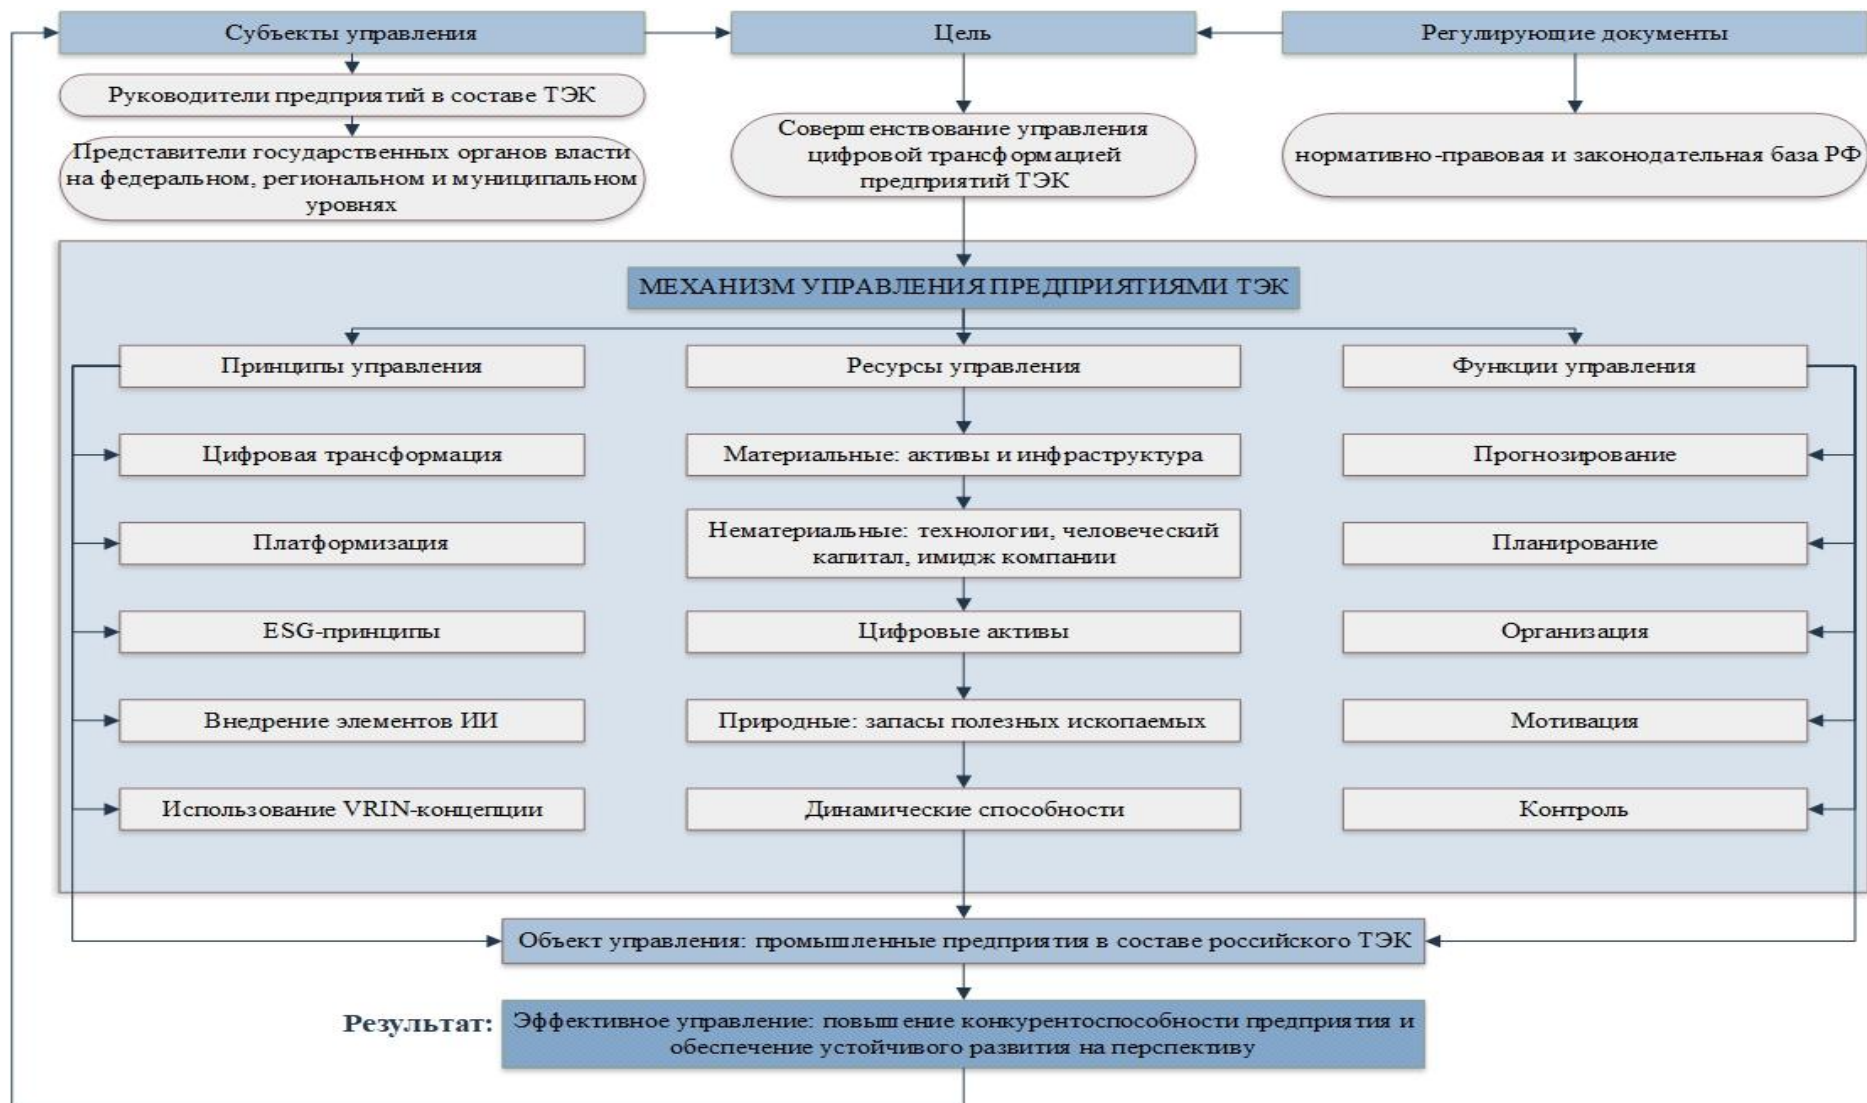 Субъекты управления
Цель
Регулирующие документы
Руководители предприятий в составе ТЭК
Представители государственных органов власти
на федеральном, региональном и муниципальном
уровнях
Совершенствование управления
цифровой трансформацией
предприятий ТЭК
нормативно-правовая и законодательная база РФ
МЕХАНИЗМ УПРАВЛЕНИЯ ПРЕДПРИЯТИЯМИ ТЭК
Принципы управления
Ресурсы управления
Функции управления
Цифровая трансформация
Материальные: активы и инфраструктура
Прогнозирование
Платформизация
Нематериальные: технологии, человеческий
капитал, имидж компании
Планирование
ESG-принципы
Цифровые активы
Организация
Внедрение элементов ИИ
Природные: запасы полезных ископаемых
Мотивация
Использование VRIN-концепции
Динамические способности
Контроль
Объект управления: промышленные предприятия в составе российского ТЭК
Результат:
Эффективное управление: повышение конкурентоспособности предприятия и
обеспечение устойчивого развития на перспективу